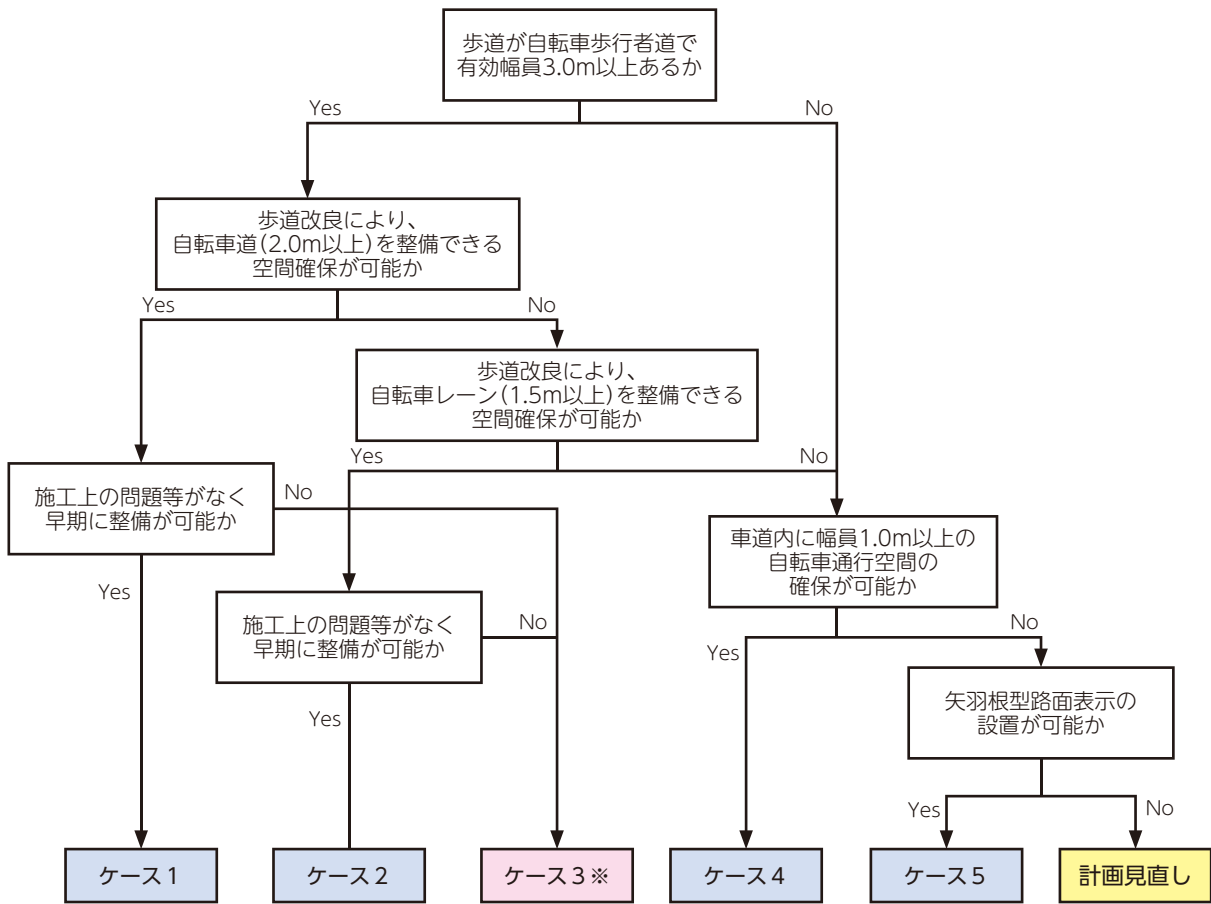 歩道が自転車歩行者道で
有効幅員3.0m以上あるか
Yes
No
歩道改良により、
自転車道(2.0m以上)を整備できる
空間確保が可能か
Yes
No
歩道改良により、
自転車レーン(1.5m以上)を整備できる
空間確保が可能か
Yes
No
施工上の問題等がなく
早期に整備が可能か
No
Yes
車道内に幅員1.0m以上の
自転車通行空間の
確保が可能か
施工上の問題等がなく
早期に整備が可能か
No
Yes
Yes
No
矢羽根型路面表示の
設置が可能か
Yes
No
ケース1
ケース2
ケース3※
ケース4
ケース5
計画見直し